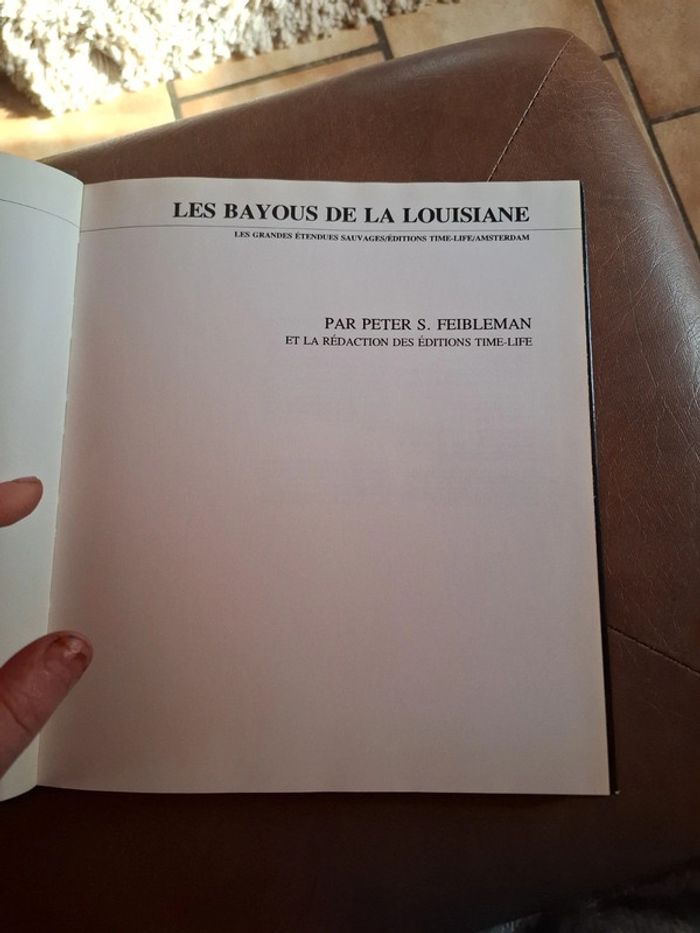 LES BAYOUS DE LA LOUISIANE
LES GRANDES ÉTENDUES SAUVAGES/ÉDITIONS TIME-LIFE/AMSTERDAM
PAR PETER S. FEIBLEMAN
ET LA RÉDACTION DES ÉDITIONS TIME-LIFE